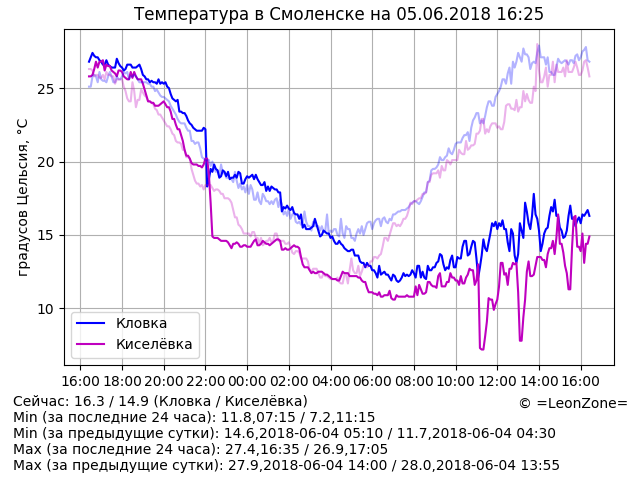 Температура в Смоленске на 05.06.2018 16:25
градусов Цельсия, °C
25
20
15
10
Кловка
Киселёвка
16:00 18:00 20:00 22:00 00:00 02:00 04:00 06:00 08:00 10:00 12:00 14:00 16:00
Сейчас: 16.3 / 14.9 (Кловка / Киселёвка)
© =LeonZone=
Min (за последние 24 часа): 11.8,07:15 / 7.2,11:15
Min (за предыдущие сутки): 14.6,2018-06-04 05:10 / 11.7,2018-06-04 04:30
Max (за последние 24 часа): 27.4,16:35 / 26.9,17:05
Max (за предыдущие сутки): 27.9,2018-06-04 14:00 / 28.0,2018-06-04 13:55